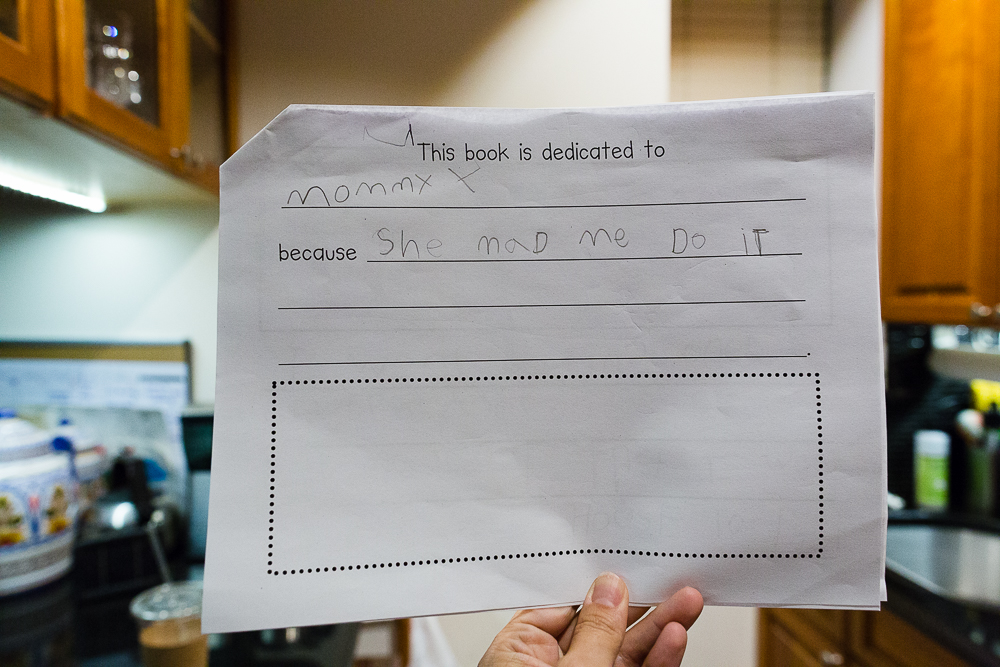 This book is dedicated to
mommy Y
because She maD me Do iT
.